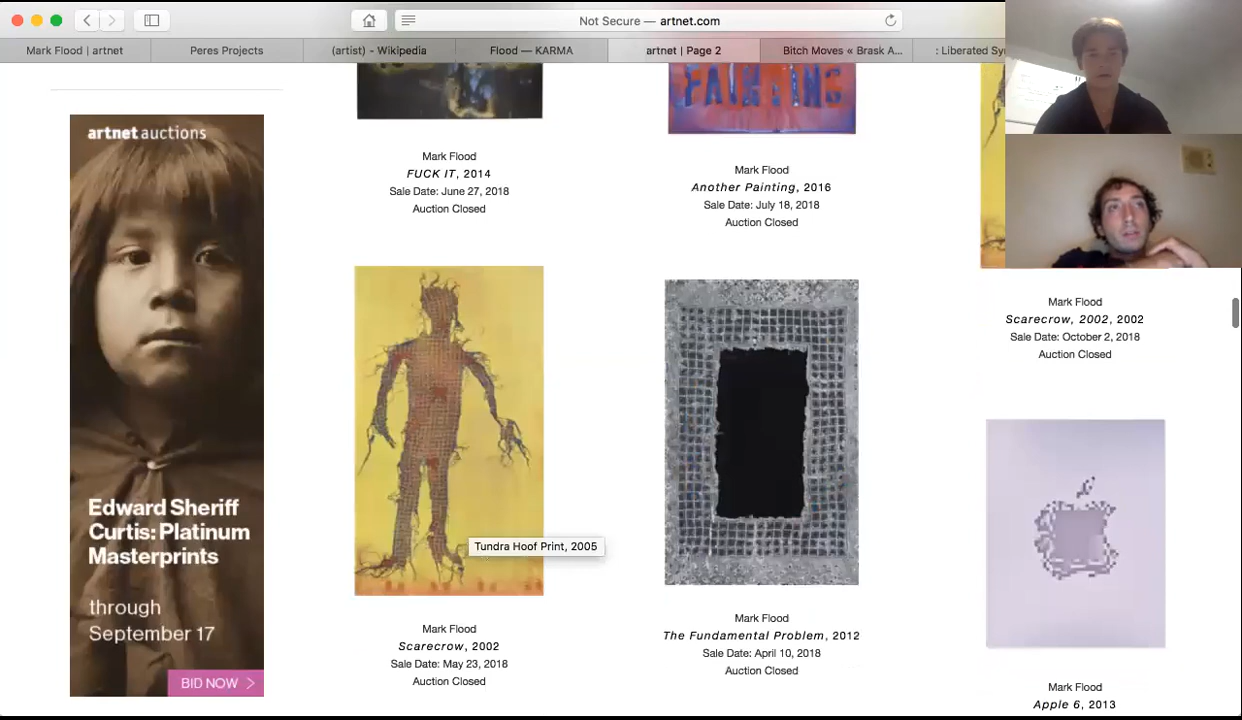 Not Secure — artnet.com
Mark Flood | artnet
Peres Projects
(artist) - Wikipedia
Flood — KARMA
artnet | Page 2
Bitch Moves « Brask A...
: Liberated Sy
artnet auctions
Edward Sheriff
Curtis: Platinum
Masterprints
through
September 17
BID NOW >
Mark Flood
FUCK IT, 2014
Sale Date: June 27, 2018
Auction Closed
Mark Flood
Another Painting, 2016
Sale Date: July 18, 2018
Auction Closed
Mark Flood
Scarecrow, 2002, 2002
Sale Date: October 2, 2018
Auction Closed
Tundra Hoof Print, 2005
Mark Flood
Scarecrow, 2002
Sale Date: May 23, 2018
Auction Closed
Mark Flood
The Fundamental Problem, 2012
Sale Date: April 10, 2018
Auction Closed
Mark Flood
Apple 6, 2013